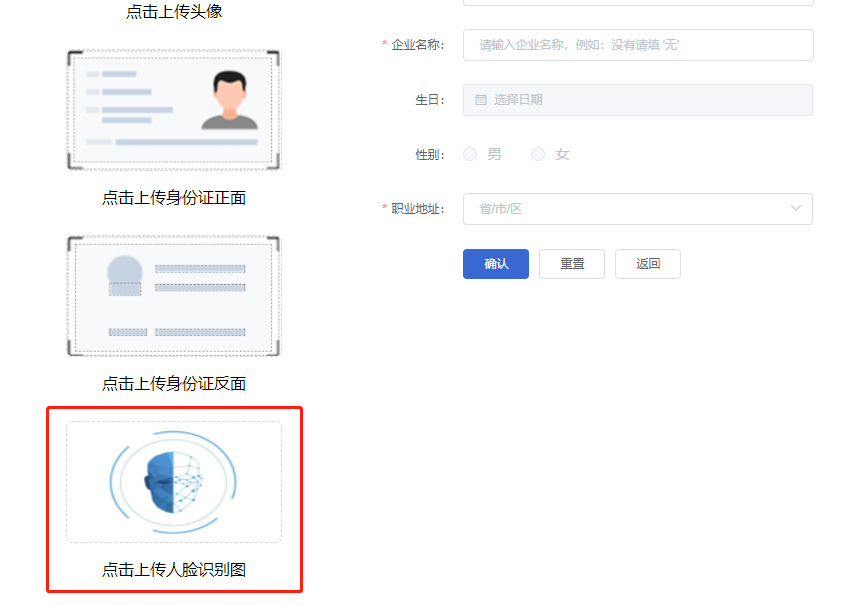 点击上传头像
点击上传身份证正面
点击上传身份证反面
点击上传人脸识别图
* 企业名称: 请输入企业名称, 例如: 没有请填 '无'
生日: 选择日期
性别: 男 女
* 职业地址: 省/市/区
确认 重置 返回